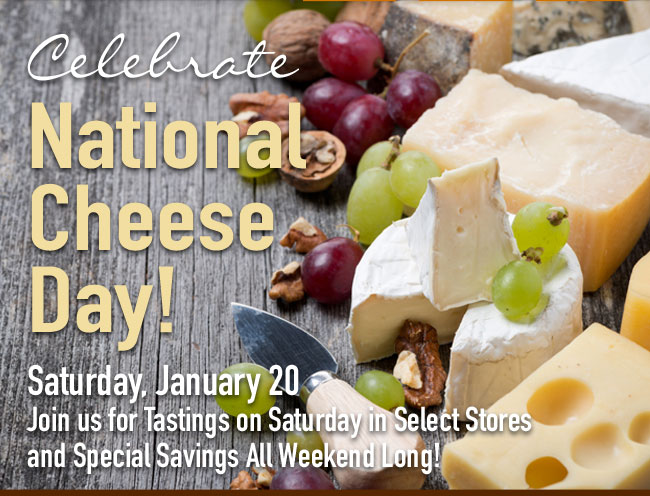 Celebrate
National
Cheese
Day!
Saturday, January 20
Join us for Tastings on Saturday in Select Stores
and Special Savings All Weekend Long!